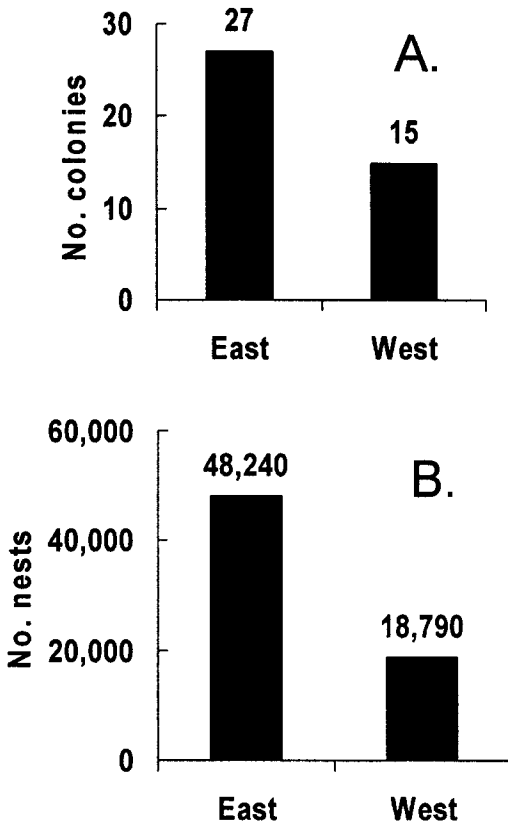 30
27
A.
20
15
No. colonies
10
0
East West
60,000
48,240
B.
40,000
No. nests
18,790
20,000
0
East West